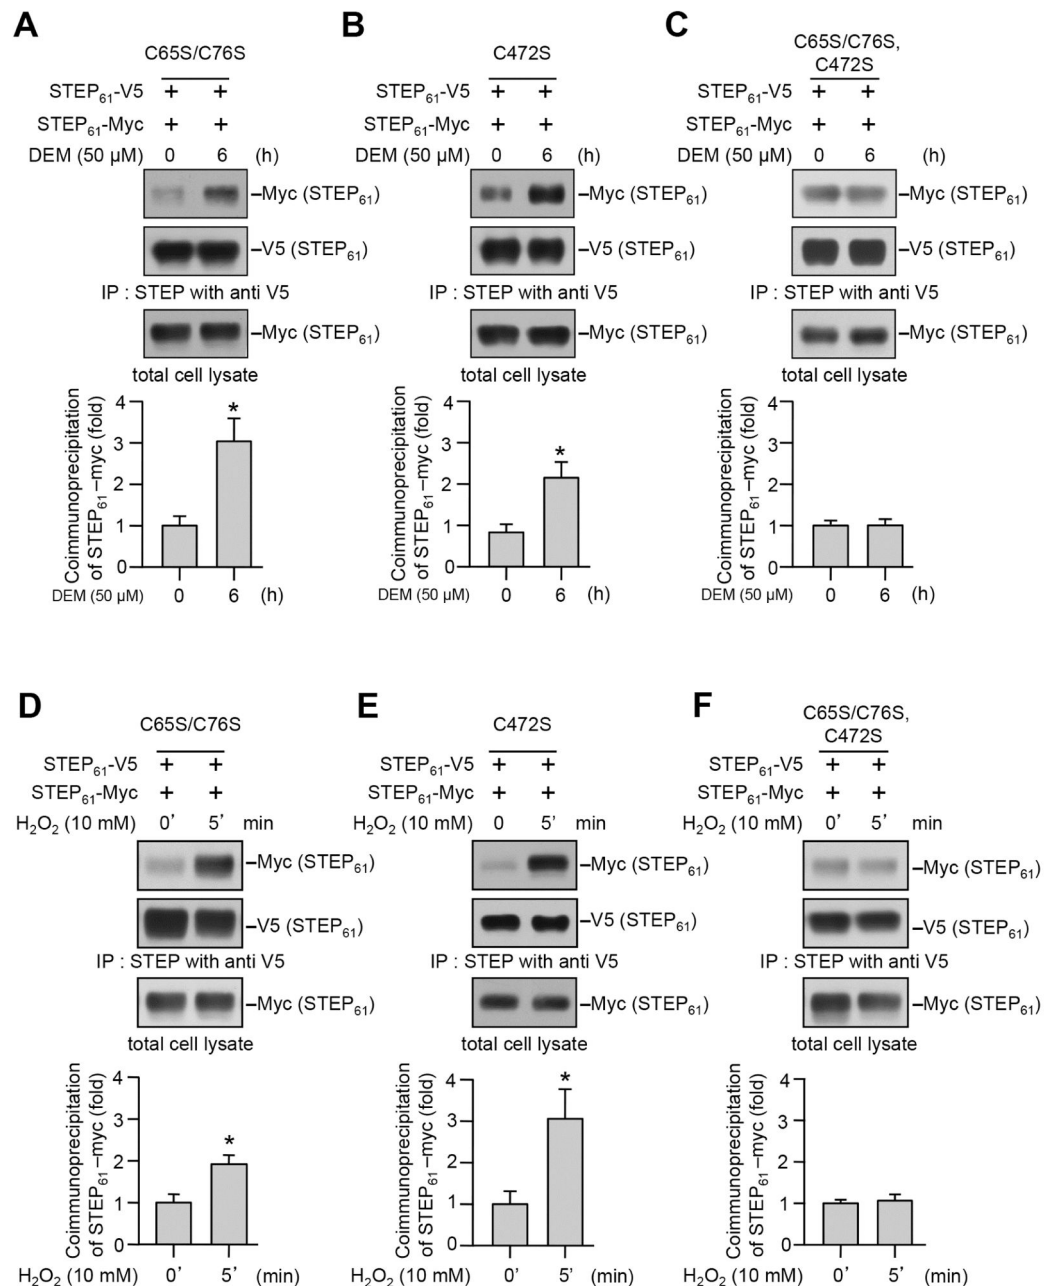 A
C65S/C76S
STEP₆₁-V5 + +
STEP₆₁-Myc + +
DEM (50 µM) 0 6 (h)
–Myc (STEP₆₁)
–V5 (STEP₆₁)
IP : STEP with anti V5
–Myc (STEP₆₁)
total cell lysate
Coimmunoprecipitation
of STEP₆₁–myc (fold)
4
3
2
1
0
*
DEM (50 µM) 0 6 (h)
B
C472S
STEP₆₁-V5 + +
STEP₆₁-Myc + +
DEM (50 µM) 0 6 (h)
–Myc (STEP₆₁)
–V5 (STEP₆₁)
IP : STEP with anti V5
–Myc (STEP₆₁)
total cell lysate
Coimmunoprecipitation
of STEP₆₁–myc (fold)
4
3
2
1
0
*
DEM (50 µM) 0 6 (h)
C
C65S/C76S,
C472S
STEP₆₁-V5 + +
STEP₆₁-Myc + +
DEM (50 µM) 0 6 (h)
–Myc (STEP₆₁)
–V5 (STEP₆₁)
IP : STEP with anti V5
–Myc (STEP₆₁)
total cell lysate
Coimmunoprecipitation
of STEP₆₁–myc (fold)
4
3
2
1
0
DEM (50 µM) 0 6 (h)
D
C65S/C76S
STEP₆₁-V5 + +
STEP₆₁-Myc + +
H₂O₂ (10 mM) 0’ 5’ min
–Myc (STEP₆₁)
–V5 (STEP₆₁)
IP : STEP with anti V5
–Myc (STEP₆₁)
total cell lysate
Coimmunoprecipitation
of STEP₆₁–myc (fold)
4
3
2
1
0
*
H₂O₂ (10 mM) 0’ 5’ (min)
E
C472S
STEP₆₁-V5 + +
STEP₆₁-Myc + +
H₂O₂ (10 mM) 0 5’ min
–Myc (STEP₆₁)
–V5 (STEP₆₁)
IP : STEP with anti V5
–Myc (STEP₆₁)
total cell lysate
Coimmunoprecipitation
of STEP₆₁–myc (fold)
4
3
2
1
0
*
H₂O₂ (10 mM) 0’ 5’ (min)
F
C65S/C76S,
C472S
STEP₆₁-V5 + +
STEP₆₁-Myc + +
H₂O₂ (10 mM) 0’ 5’ min
–Myc (STEP₆₁)
–V5 (STEP₆₁)
IP : STEP with anti V5
–Myc (STEP₆₁)
total cell lysate
Coimmunoprecipitation
of STEP₆₁–myc (fold)
4
3
2
1
0
H₂O₂ (10 mM) 0’ 5’ (min)